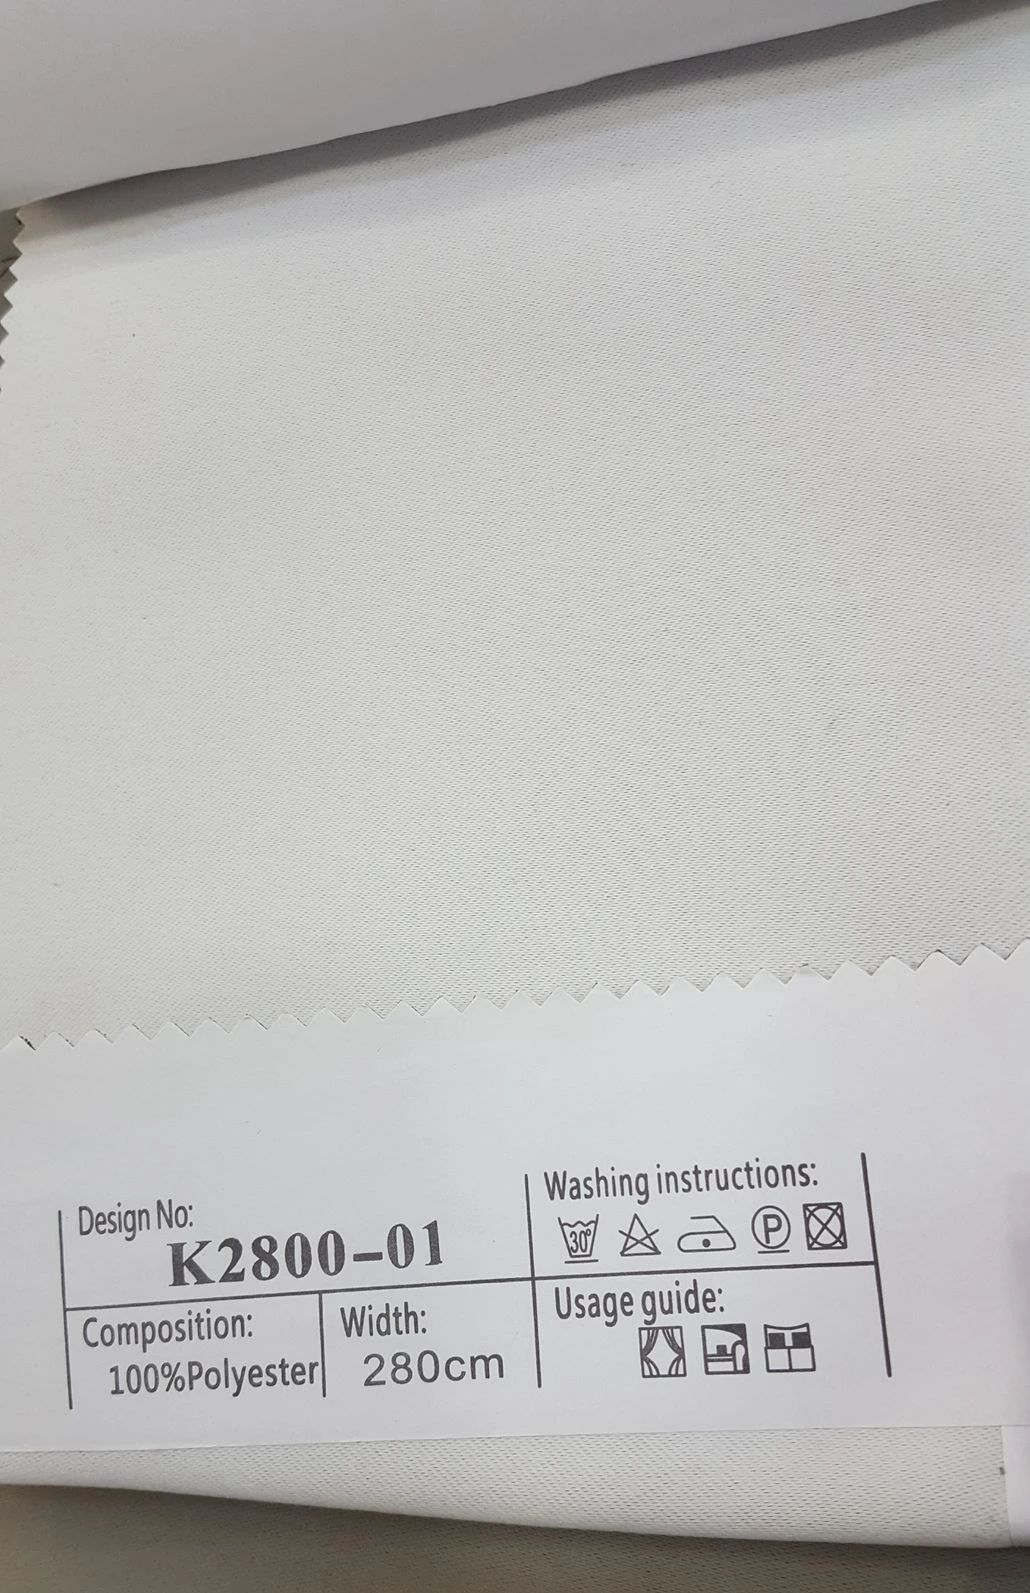 Design No:
K2800-01
Composition:
100%Polyester
Width:
280cm
Washing instructions:
30°
P
Usage guide: